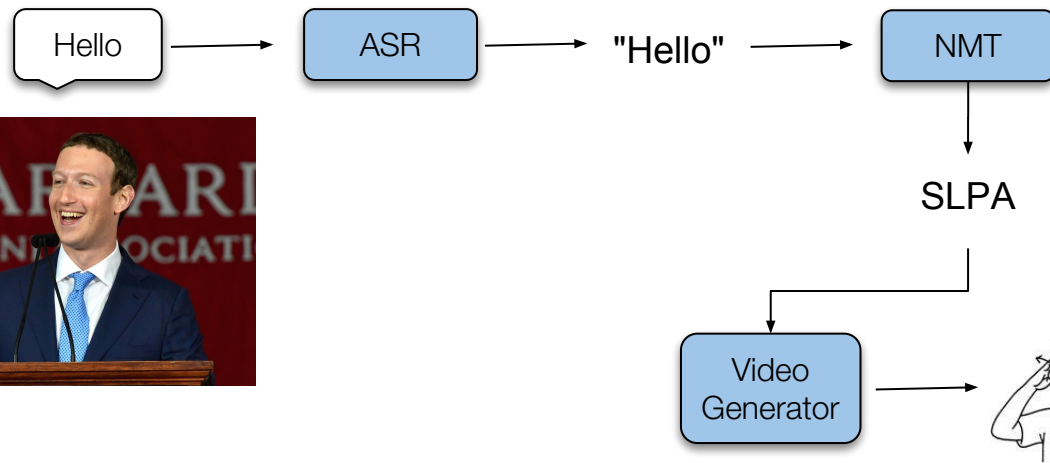 Hello
ASR
"Hello"
NMT
SLPA
Video
Generator